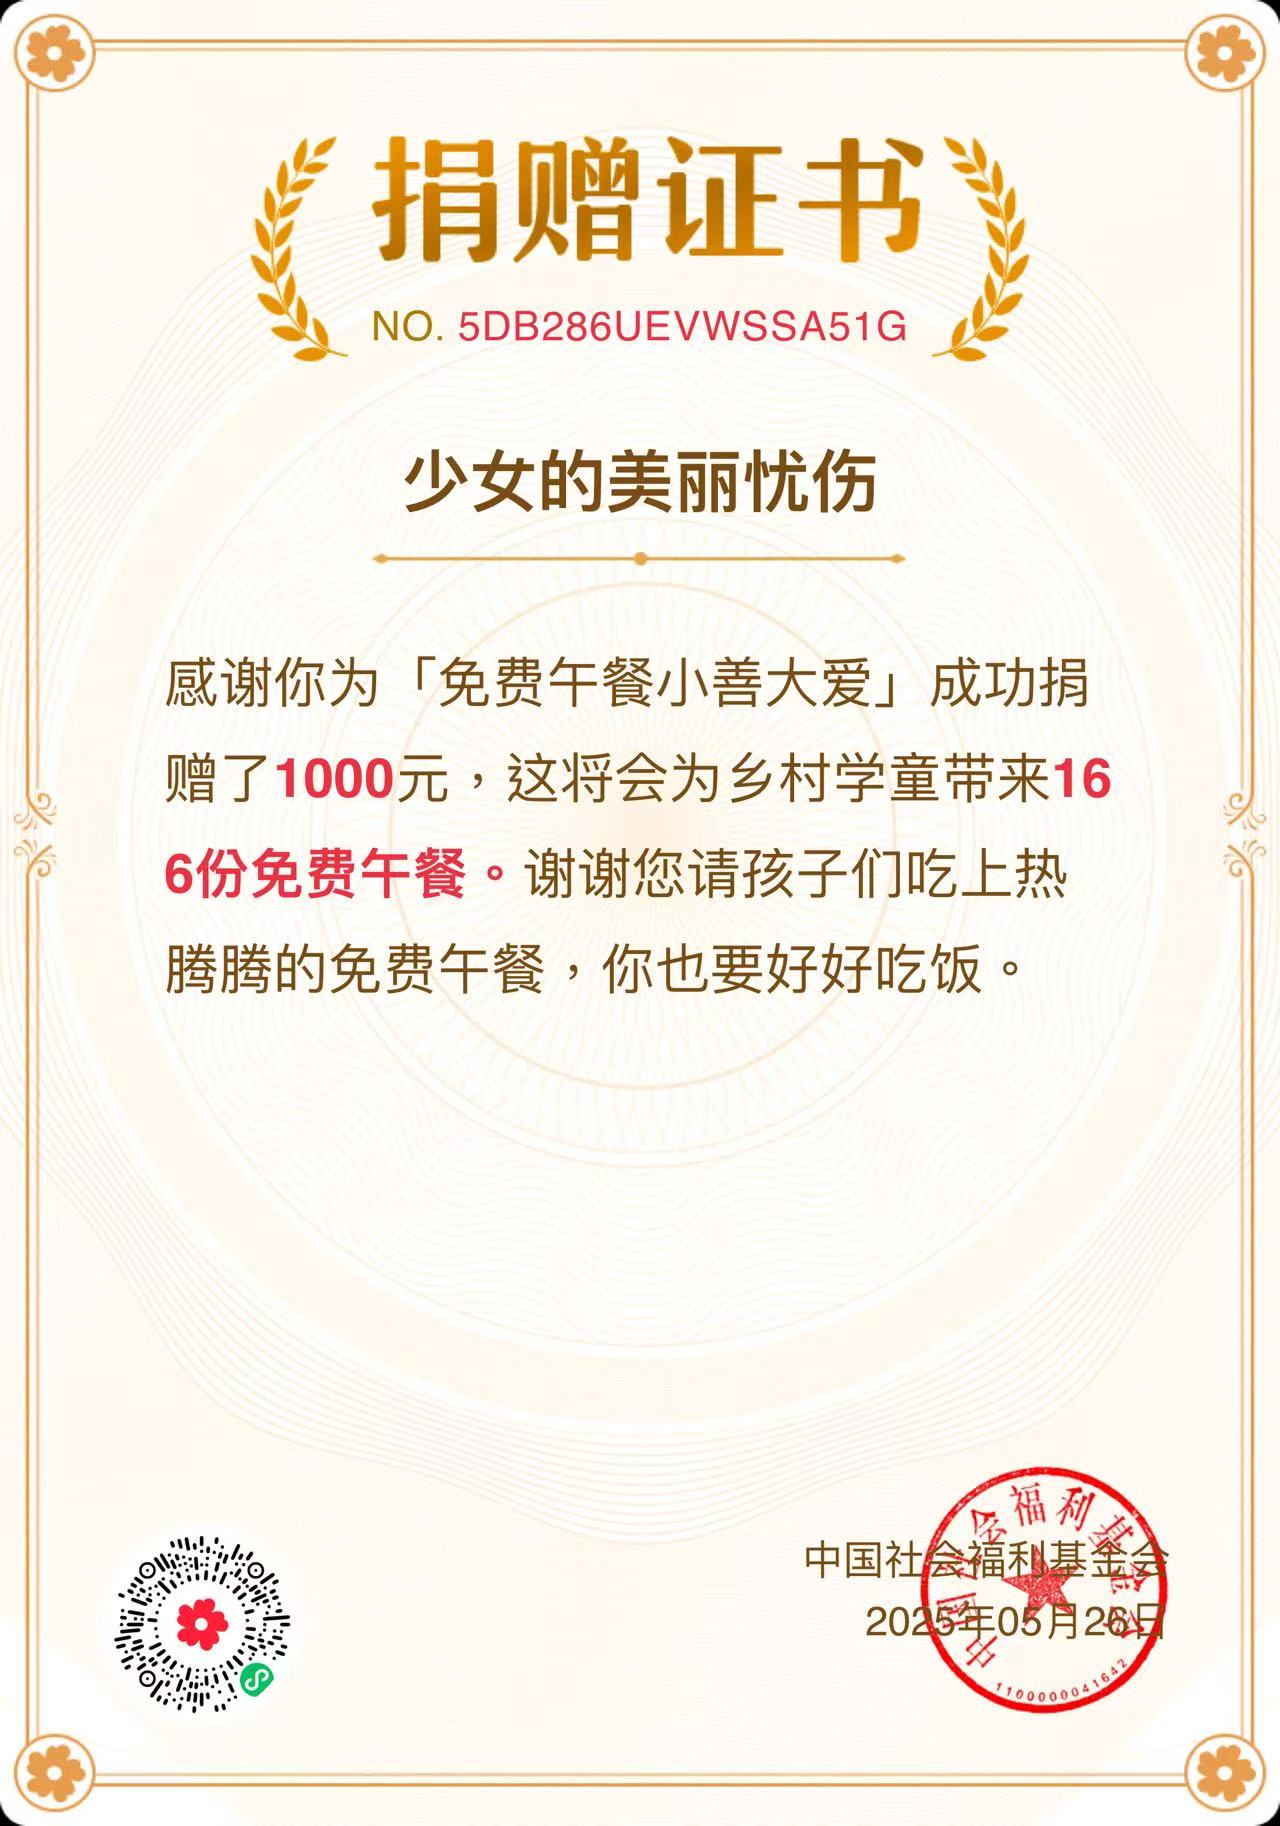 捐赠证书
NO. 5DB286UEVWSSA51G
少女的美丽忧伤
感谢你为「免费午餐小善大爱」成功捐
赠了1000元，这将会为乡村学童带来16
6份免费午餐。谢谢您请孩子们吃上热
腾腾的免费午餐，你也要好好吃饭。
中国社会福利基金会
2025年05月26日
中国社会福利基金会
1100000041642